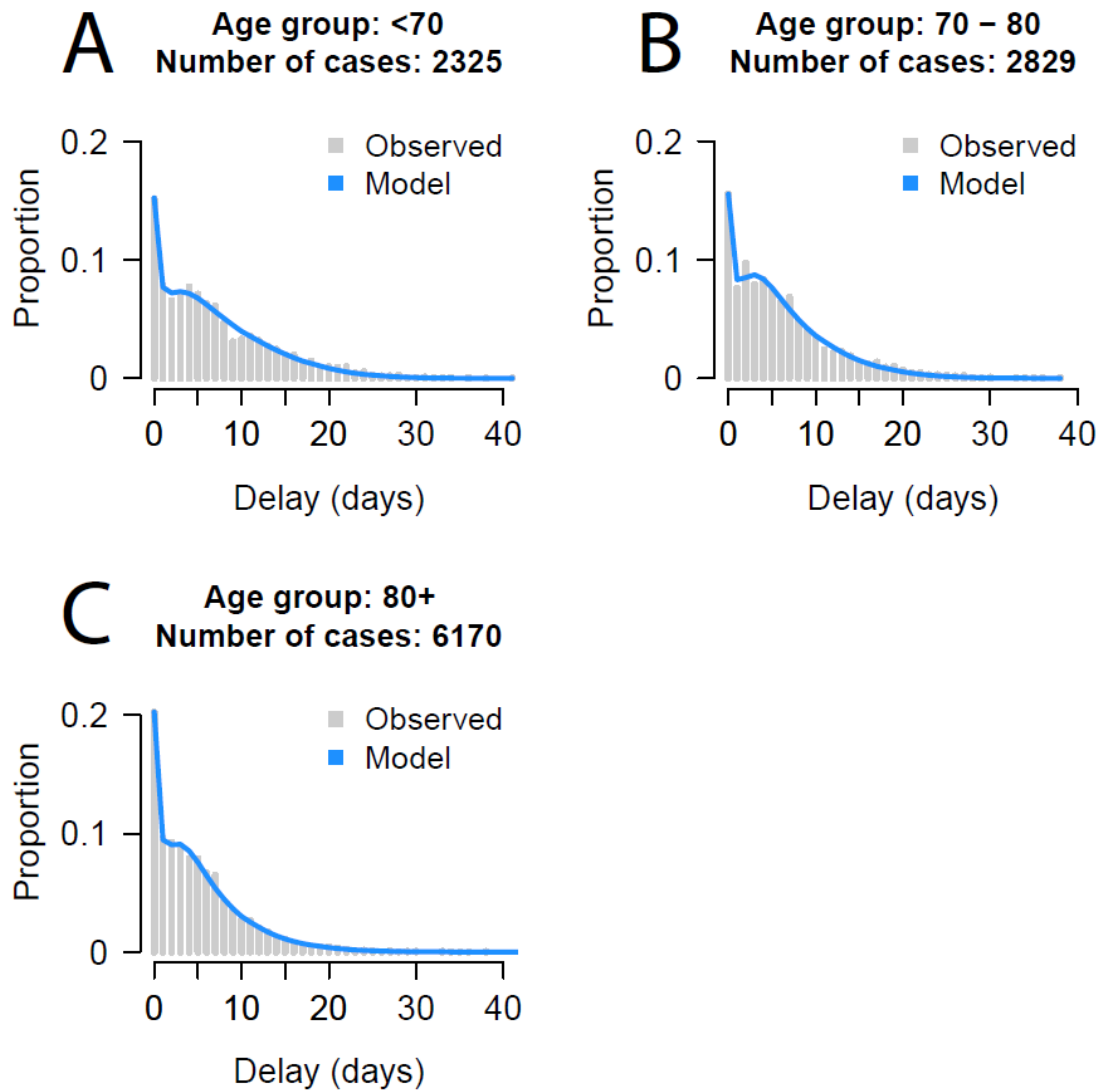 A
Age group: <70
Number of cases: 2325
Observed
Model
Proportion
0.2
0.1
0
0 10 20 30 40
Delay (days)
B
Age group: 70 − 80
Number of cases: 2829
Observed
Model
Proportion
0.2
0.1
0
0 10 20 30 40
Delay (days)
C
Age group: 80+
Number of cases: 6170
Observed
Model
Proportion
0.2
0.1
0
0 10 20 30 40
Delay (days)